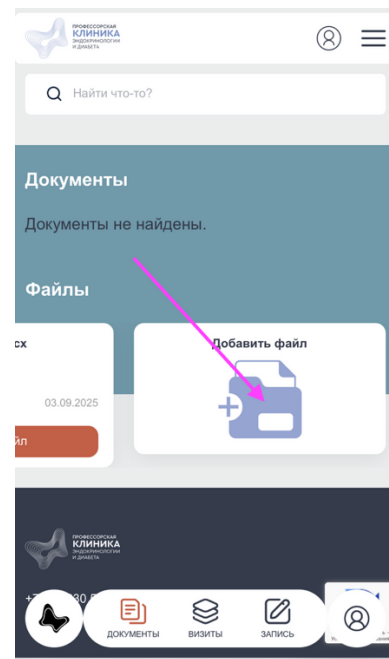 ПРОФЕССОРСКАЯ
КЛИНИКА
ЭНДОКРИНОЛОГИИ
И ДИАБЕТА
Найти что-то?
Документы
Документы не найдены.
Файлы
cx
Добавить файл
03.09.2025
йл
ПРОФЕССОРСКАЯ
КЛИНИКА
ЭНДОКРИНОЛОГИИ
И ДИАБЕТА
ДОКУМЕНТЫ
ВИЗИТЫ
ЗАПИСЬ